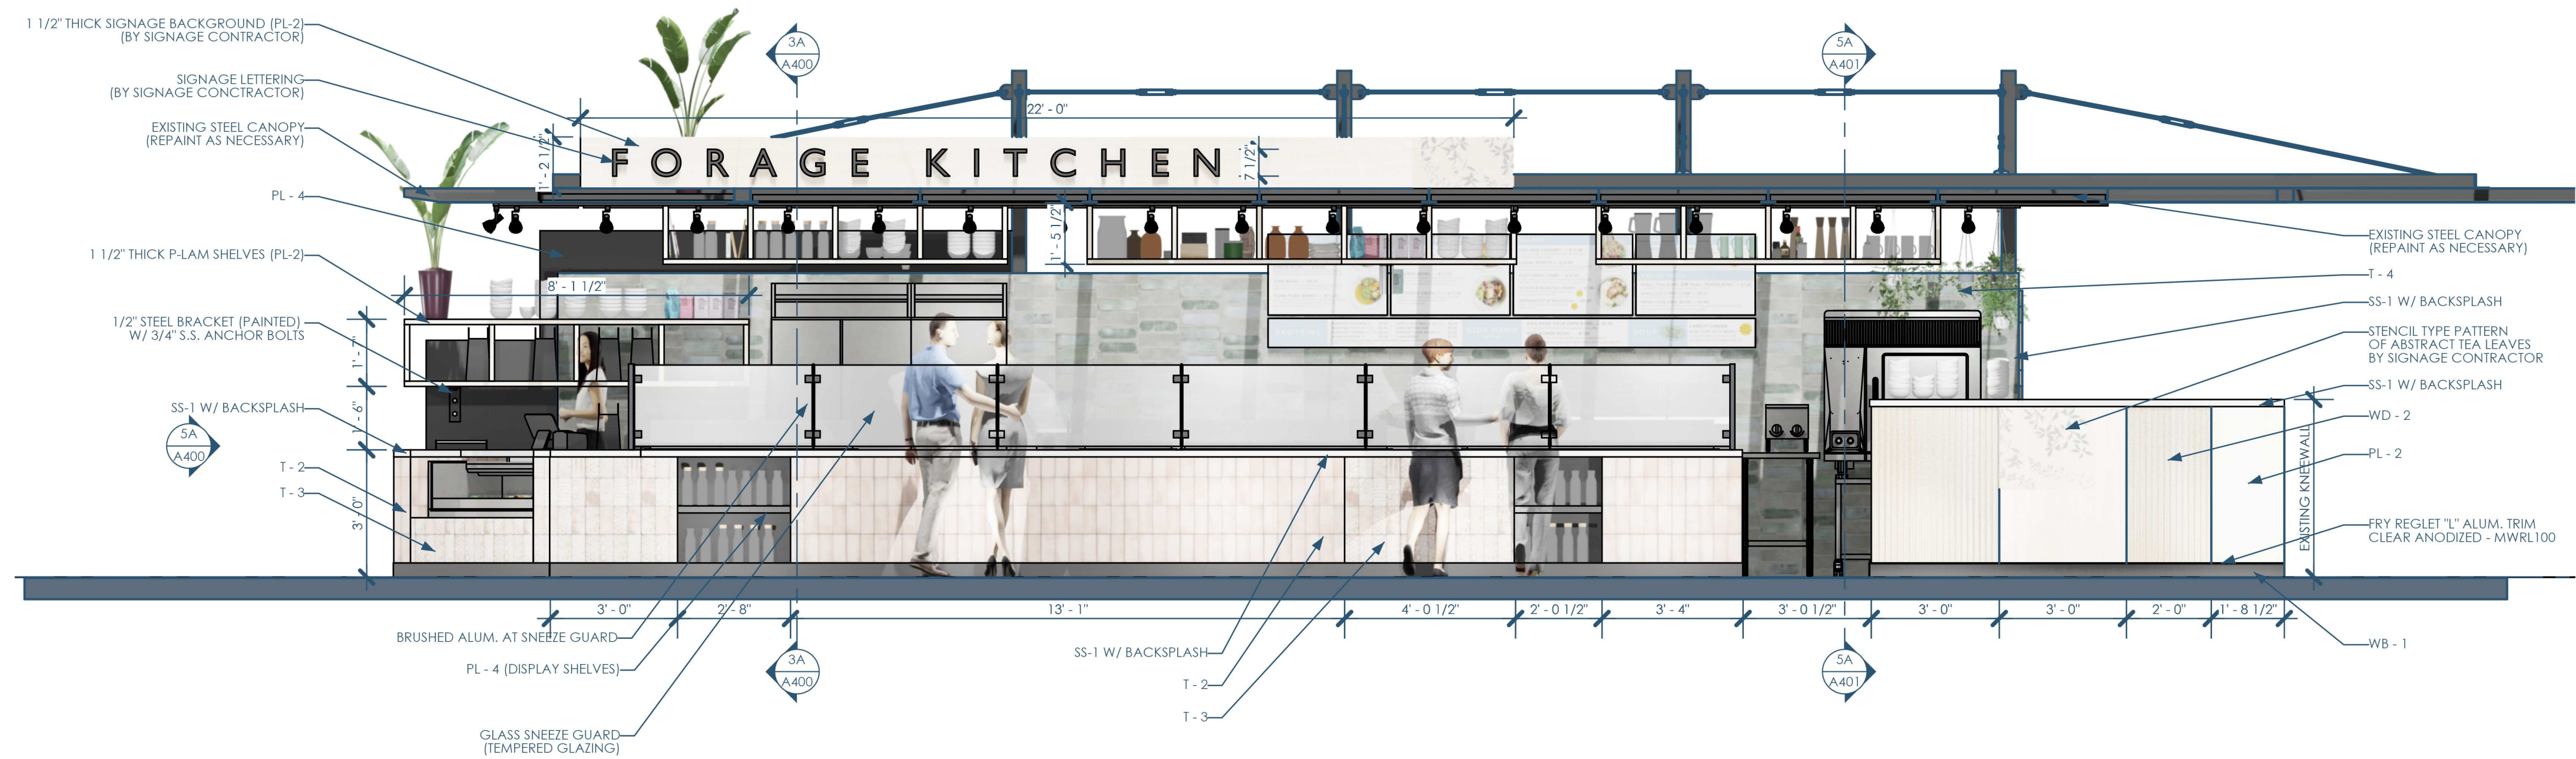 1 1/2" THICK SIGNAGE BACKGROUND (PL-2)
(BY SIGNAGE CONTRACTOR)
SIGNAGE LETTERING
(BY SIGNAGE CONCTRACTOR)
EXISTING STEEL CANOPY
(REPAINT AS NECESSARY)
PL - 4
1 1/2" THICK P-LAM SHELVES (PL-2)
1/2" STEEL BRACKET (PAINTED)
W/ 3/4" S.S. ANCHOR BOLTS
SS-1 W/ BACKSPLASH
5A
A400
T - 2
T - 3
3A
A400
5A
A401
22' - 0"
1' - 2 1/2"
FORAGE KITCHEN
7 1/2"
1' - 5 1/2"
8' - 1 1/2"
1' - 7"
1' - 6"
3' - 0"
EXISTING STEEL CANOPY
(REPAINT AS NECESSARY)
T - 4
SS-1 W/ BACKSPLASH
STENCIL TYPE PATTERN
OF ABSTRACT TEA LEAVES
BY SIGNAGE CONTRACTOR
SS-1 W/ BACKSPLASH
WD - 2
PL - 2
EXISTING KNEEWALL
FRY REGLET "L" ALUM. TRIM
CLEAR ANODIZED - MWRL100
WB - 1
3' - 0"
2' - 8"
13' - 1"
4' - 0 1/2"
2' - 0 1/2"
3' - 4"
3' - 0 1/2"
3' - 0"
3' - 0"
2' - 0"
1' - 8 1/2"
BRUSHED ALUM. AT SNEEZE GUARD
PL - 4 (DISPLAY SHELVES)
GLASS SNEEZE GUARD
(TEMPERED GLAZING)
3A
A400
SS-1 W/ BACKSPLASH
T - 2
T - 3
5A
A401